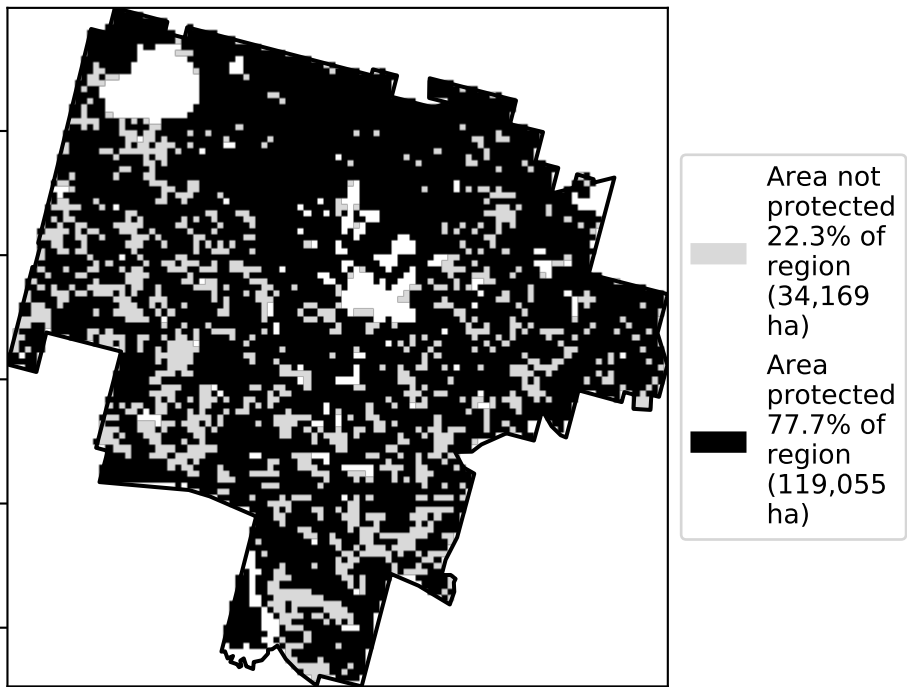 Area not
protected
22.3% of
region
(34,169
ha)
Area
protected
77.7% of
region
(119,055
ha)